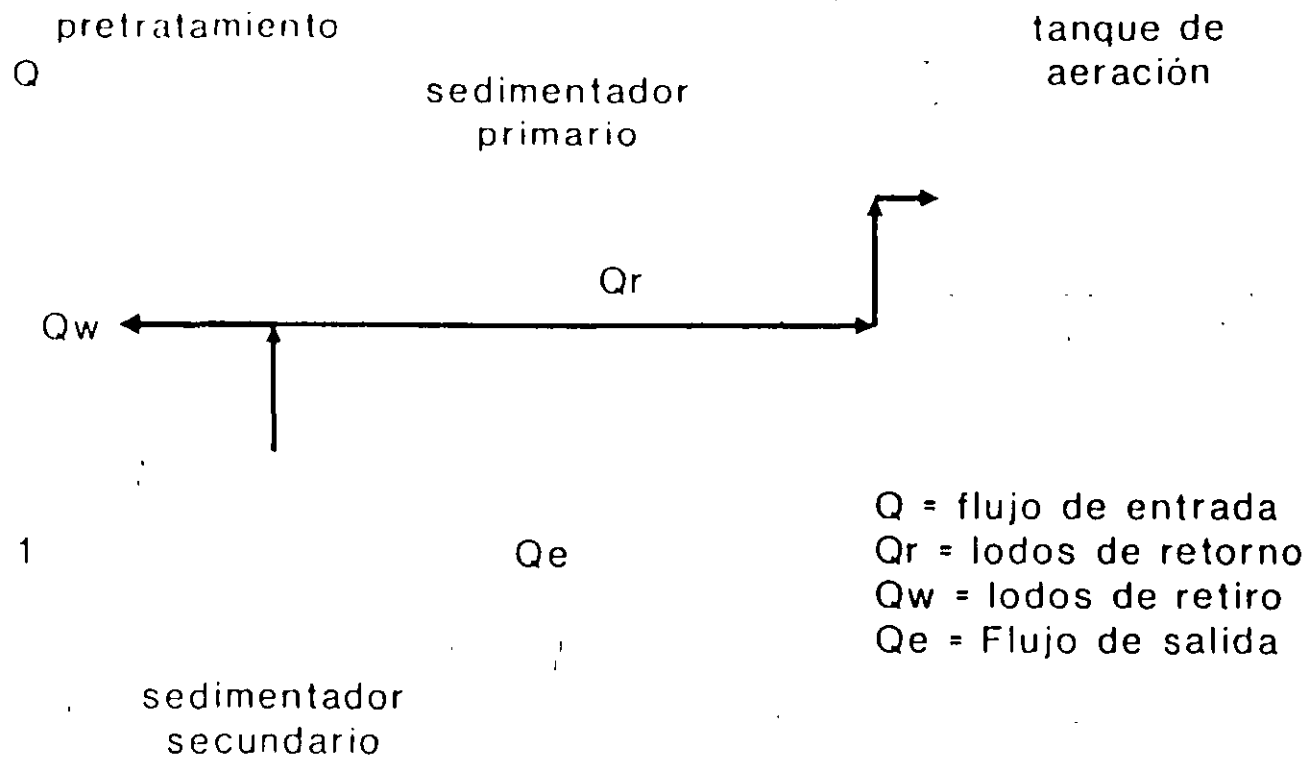 pretratamiento
Q
sedimentador
primario
tanque de
aeración
Qr
Qw
1
Qe
Q = flujo de entrada
Qr = lodos de retorno
Qw = lodos de retiro
Qe = Flujo de salida
sedimentador
secundario